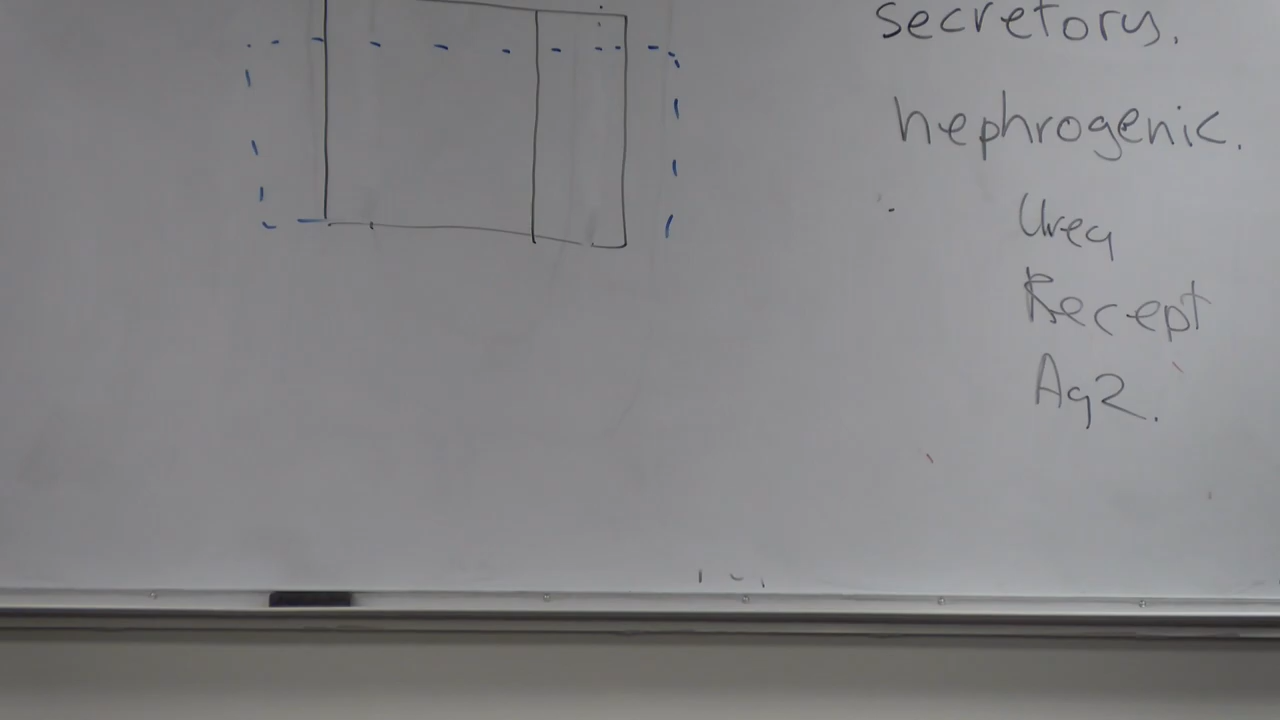 secretory.
nephrogenic.
Urea
Recept
Aq2.